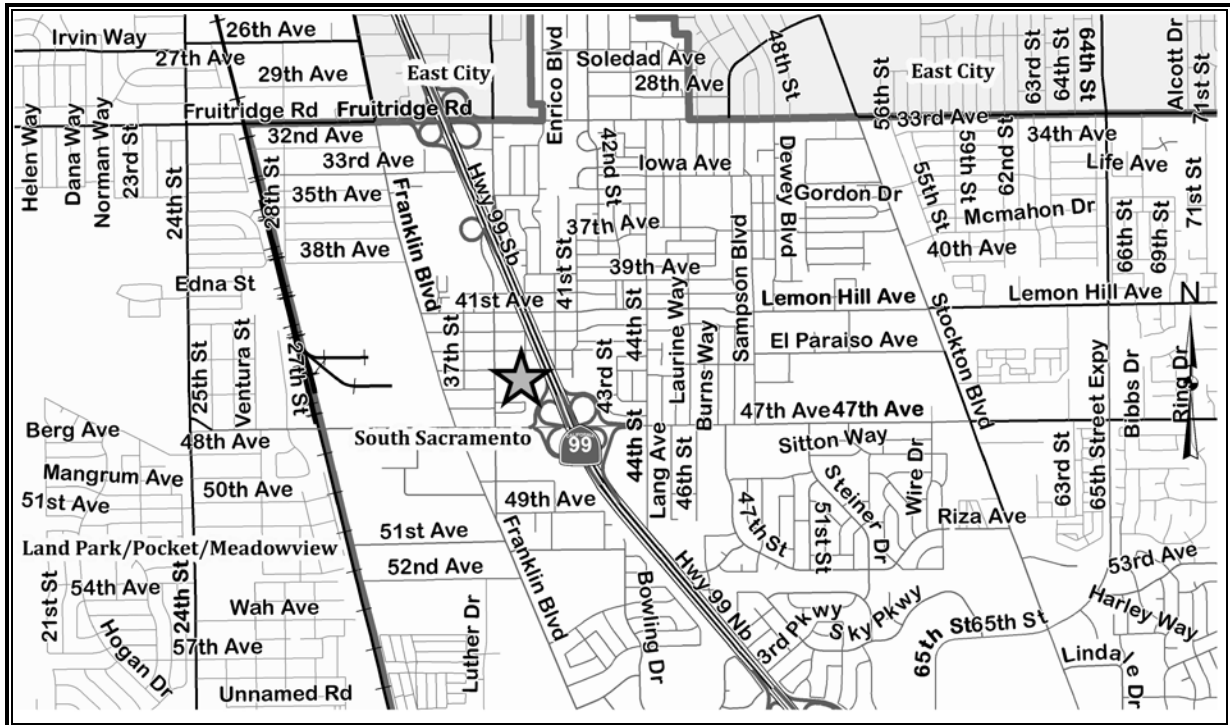 Irvin Way
26th Ave
27th Ave
29th Ave
East City
Enrico Blvd
Soledad Ave
28th Ave
48th St
56th St
East City
63rd St
64th St
64th St
Alcott Dr
71st St
Fruitridge Rd
Fruitridge Rd
33rd Ave
Helen Way
Dana Way
Norman Way
23rd St
24th St
28th St
32nd Ave
33rd Ave
35th Ave
38th Ave
Franklin Blvd
Hwy 99 Sb
42nd St
Iowa Ave
37th Ave
39th Ave
41st St
Dewey Blvd
Gordon Dr
55th St
59th St
62nd St
34th Ave
Life Ave
Mcmahon Dr
40th Ave
66th St
69th St
71st St
Edna St
41st Ave
44th St
Laurine Way
Sampson Blvd
Lemon Hill Ave
Lemon Hill Ave
N
Stockton Blvd
El Paraiso Ave
25th St
Ventura St
27th St
37th St
43rd St
Burns Way
65th Street Expy
Bibbs Dr
Ring Dr
47th Ave
47th Ave
Berg Ave
48th Ave
South Sacramento
99
44th St
Lang Ave
46th St
Sitton Way
Mangrum Ave
50th Ave
51st Ave
49th Ave
47th St
51st St
Steiner Dr
Wire Dr
63rd St
Riza Ave
51st Ave
Land Park/Pocket/Meadowview
52nd Ave
Franklin Blvd
53rd Ave
21st St
54th Ave
24th St
Wah Ave
Hogan Dr
57th Ave
Unnamed Rd
Luther Dr
Bowling Dr
Hwy 99 Nb
3rd Pkwy
Sky Pkwy
65th St
65th St
Harley Way
Lindale Dr